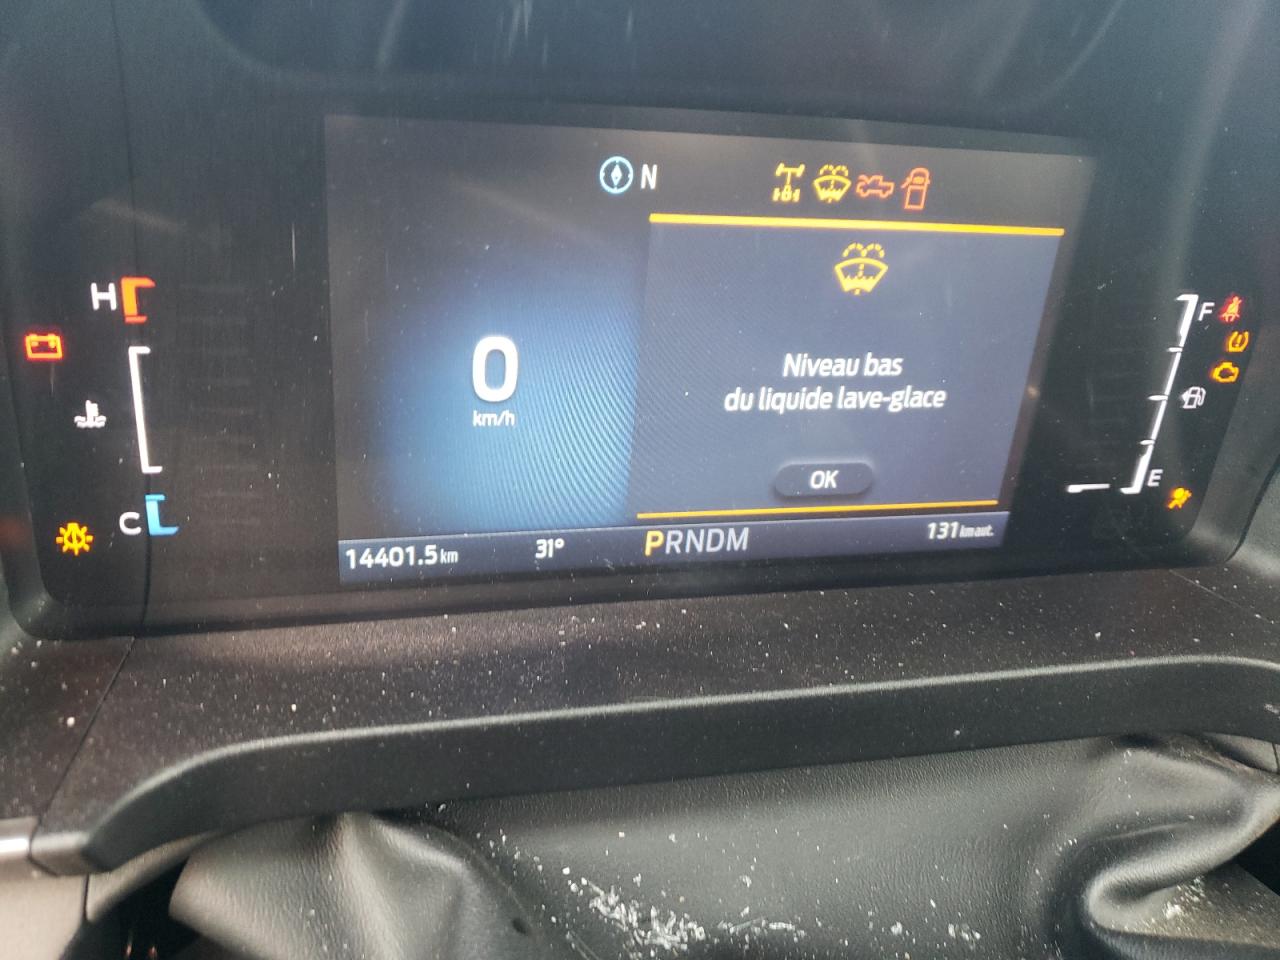 N
H
F
0
km/h
Niveau bas
du liquide lave-glace
OK
E
C
14401.5 km
31°
PRNDM
131 km aut.